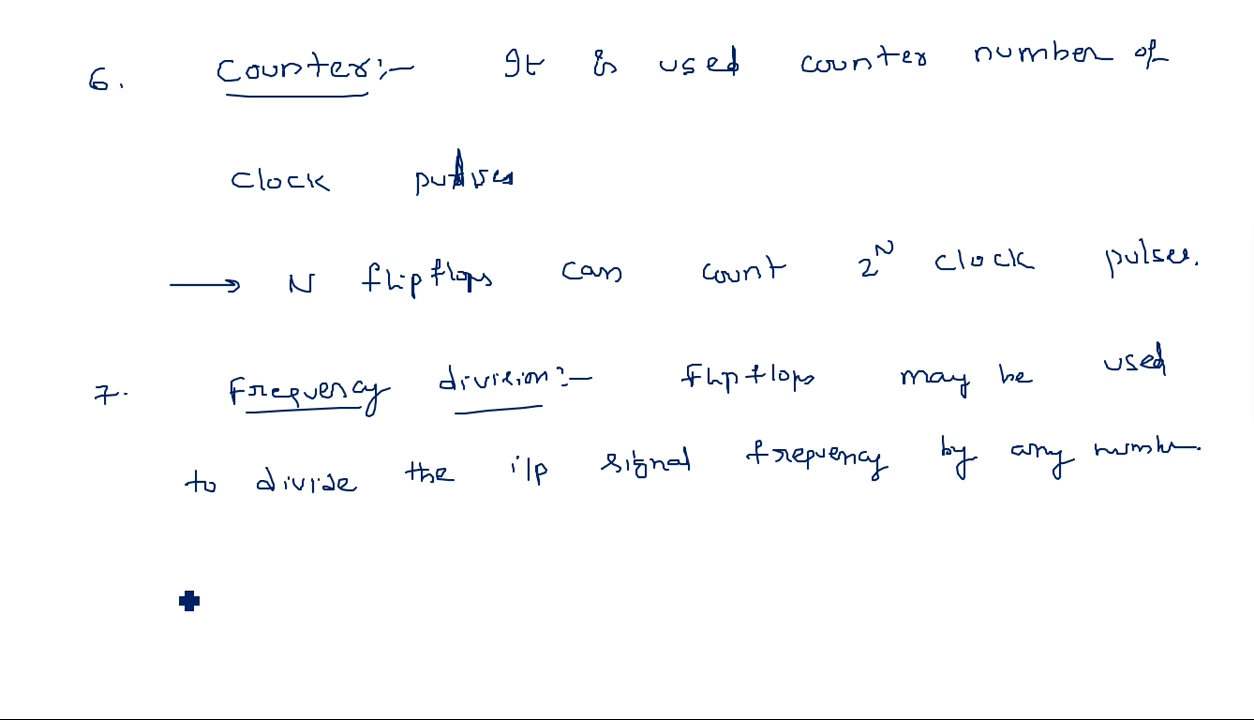 6. Counter:- It is used counter number of
clock pulses
→ N flipflops can count 2^N clock pulses.
7. Frequency division:- flipflops may be used
to divide the i/p signal frequency by any number.